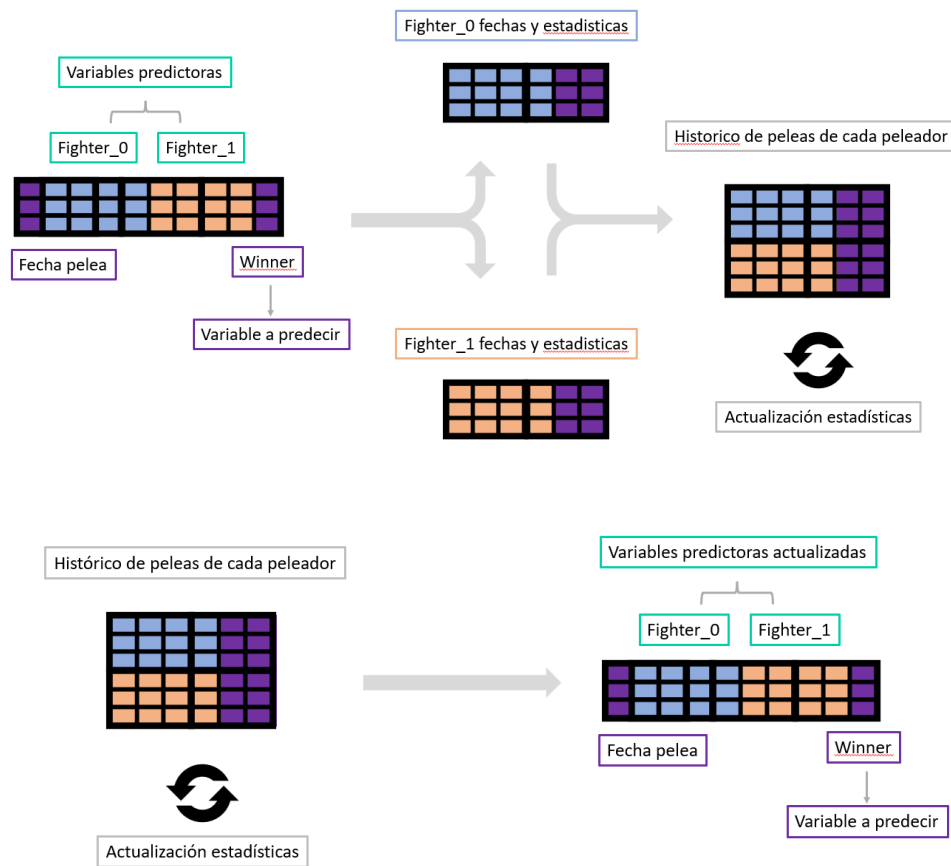 Fighter_0 fechas y estadisticas
Variables predictoras
Fighter_0
Fighter_1
Historico de peleas de cada peleador
Fecha pelea
Winner
Variable a predecir
Fighter_1 fechas y estadisticas
Actualización estadísticas
Histórico de peleas de cada peleador
Variables predictoras actualizadas
Fighter_0
Fighter_1
Fecha pelea
Winner
Variable a predecir
Actualización estadísticas